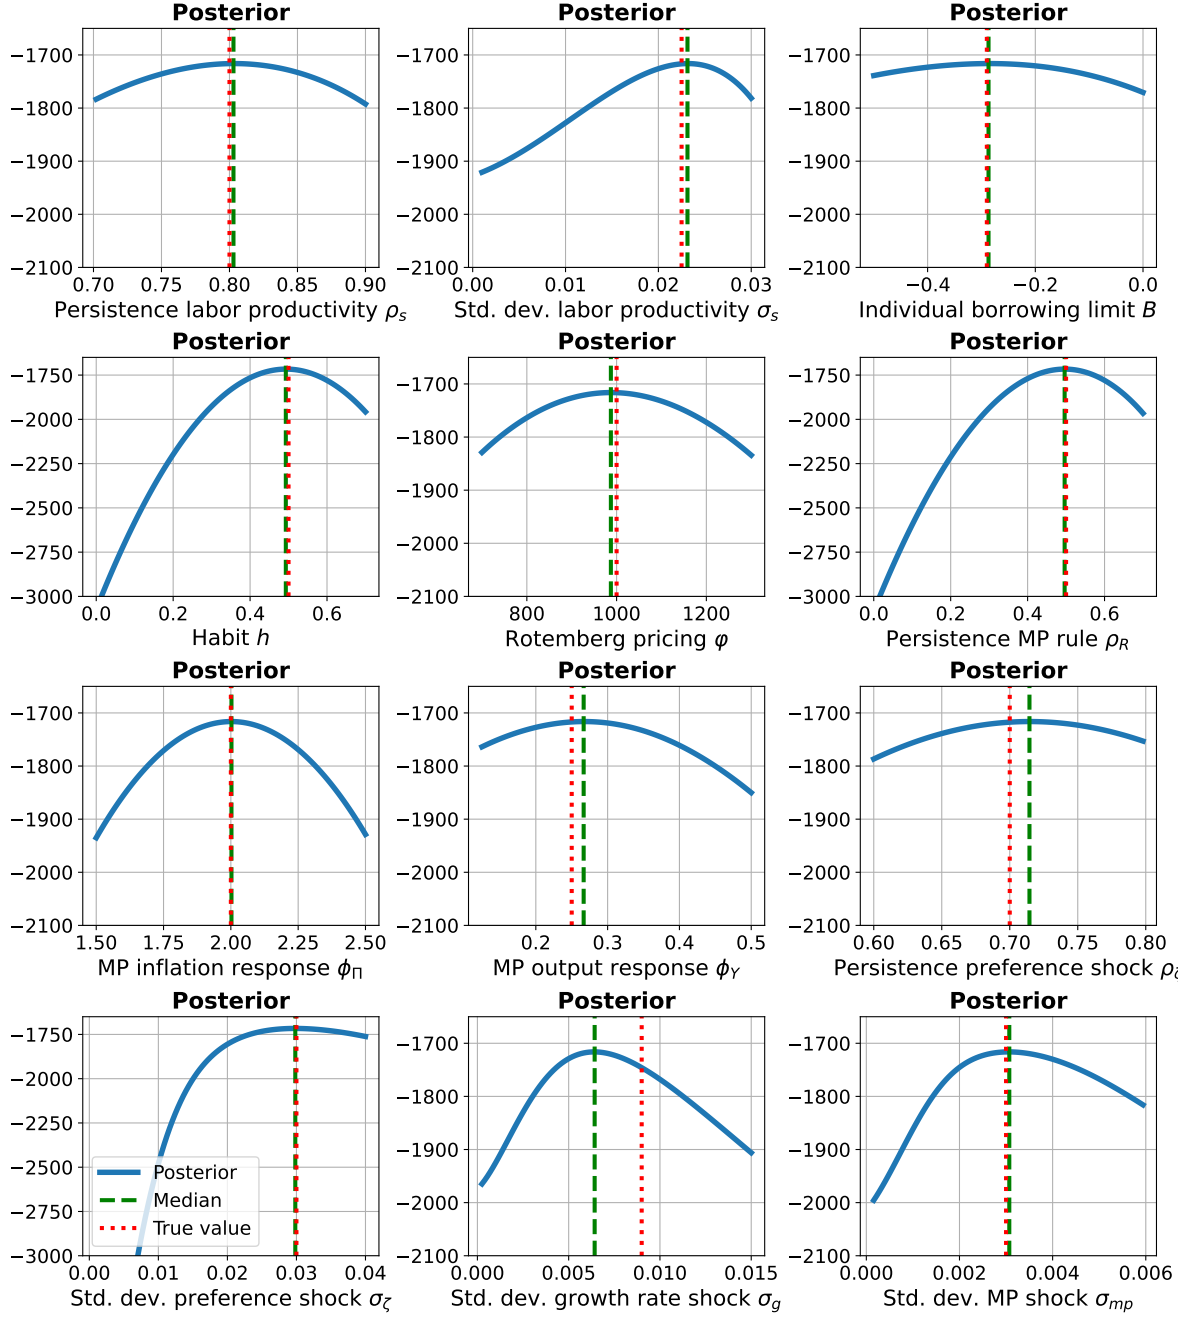 Posterior
−1700
−1800
−1900
−2000
−2100
0.70 0.75 0.80 0.85 0.90
Persistence labor productivity ρs
Posterior
−1700
−1800
−1900
−2000
−2100
0.00 0.01 0.02 0.03
Std. dev. labor productivity σs
Posterior
−1700
−1800
−1900
−2000
−2100
−0.4 −0.2 0.0
Individual borrowing limit B
Posterior
−1750
−2000
−2250
−2500
−2750
−3000
0.0 0.2 0.4 0.6
Habit h
Posterior
−1700
−1800
−1900
−2000
−2100
800 1000 1200
Rotemberg pricing φ
Posterior
−1750
−2000
−2250
−2500
−2750
−3000
0.0 0.2 0.4 0.6
Persistence MP rule ρR
Posterior
−1700
−1800
−1900
−2000
−2100
1.50 1.75 2.00 2.25 2.50
MP inflation response ϕΠ
Posterior
−1700
−1800
−1900
−2000
−2100
0.2 0.3 0.4 0.5
MP output response ϕY
Posterior
−1700
−1800
−1900
−2000
−2100
0.60 0.65 0.70 0.75 0.80
Persistence preference shock ρζ
Posterior
−1750
−2000
−2250
−2500
−2750
−3000
Posterior
Median
True value
0.00 0.01 0.02 0.03 0.04
Std. dev. preference shock σζ
Posterior
−1700
−1800
−1900
−2000
−2100
0.000 0.005 0.010 0.015
Std. dev. growth rate shock σg
Posterior
−1700
−1800
−1900
−2000
−2100
0.000 0.002 0.004 0.006
Std. dev. MP shock σmp